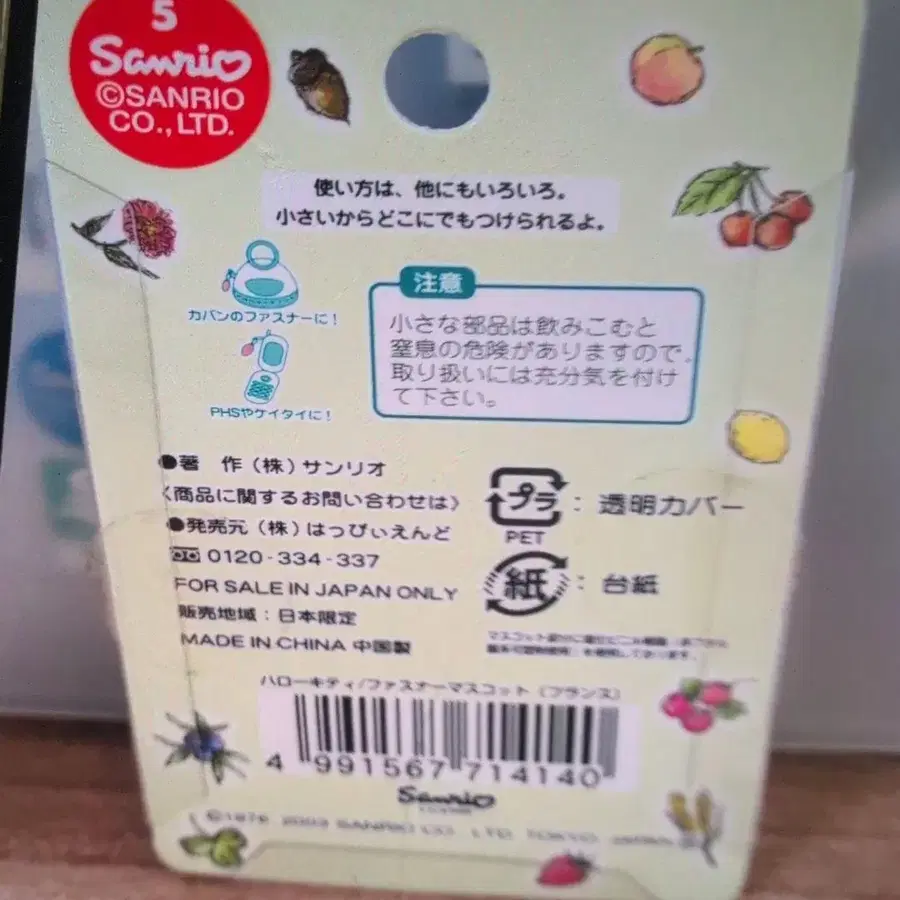 5
Sanrio
©SANRIO
CO., LTD.
使い方は、他にもいろいろ。
小さいからどこにでもつけられるよ。
カバンのファスナーに!
PHSやケイタイに!
注意
小さな部品は飲みこむと
窒息の危険がありますので、
取り扱いには充分気を付け
て下さい。
●著 作(株)サンリオ
〈商品に関するお問い合わせは〉
●発売元(株)はっぴぃえんど
0120-334-337
FOR SALE IN JAPAN ONLY
販売地域:日本限定
MADE IN CHINA 中国製
プラ
PET
:透明カバー
紙
:台紙
ハローキティ/ファスナーマスコット(フランス)
4 991567 714140
Sanrio
©1976, 2003 SANRIO CO., LTD. TOKYO, JAPAN